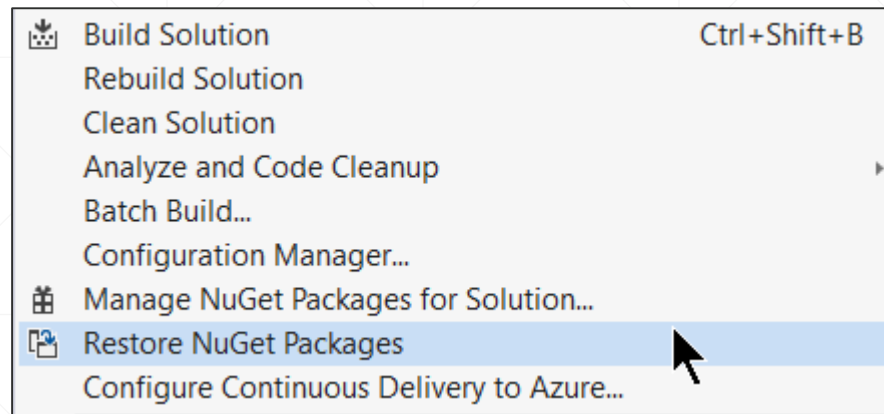 Build Solution Ctrl+Shift+B
Rebuild Solution
Clean Solution
Analyze and Code Cleanup
Batch Build...
Configuration Manager...
Manage NuGet Packages for Solution...
Restore NuGet Packages
Configure Continuous Delivery to Azure...